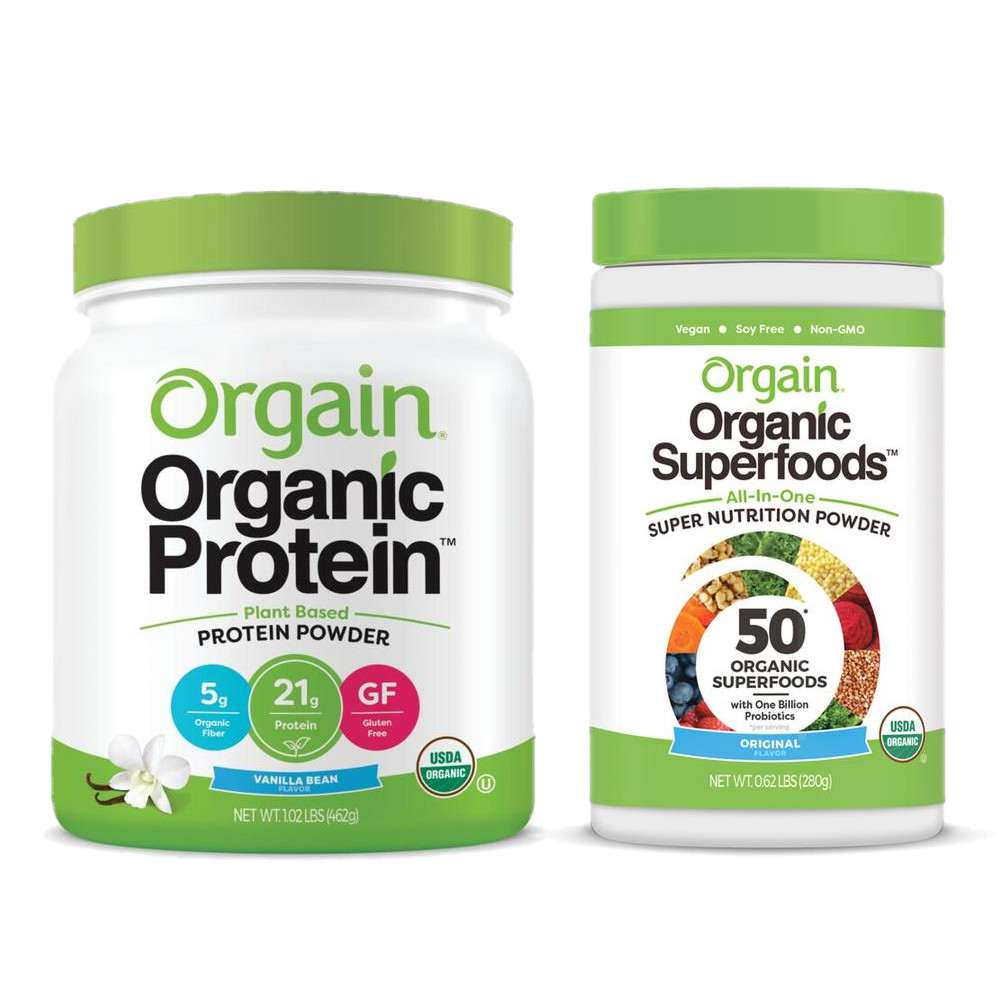 Orgain®
Organic
Protein™
Plant Based
PROTEIN POWDER
5g
Organic
Fiber
21g
Protein
GF
Gluten
Free
VANILLA BEAN
FLAVOR
USDA
ORGANIC
U
NET WT. 1.02 LBS (462g)
Vegan ● Soy Free ● Non-GMO
Orgain®
Organic
Superfoods™
All-In-One
SUPER NUTRITION POWDER
50*
ORGANIC
SUPERFOODS
with One Billion
Probiotics
*per serving
ORIGINAL
FLAVOR
USDA
ORGANIC
NET WT. 0.62 LBS (280g)